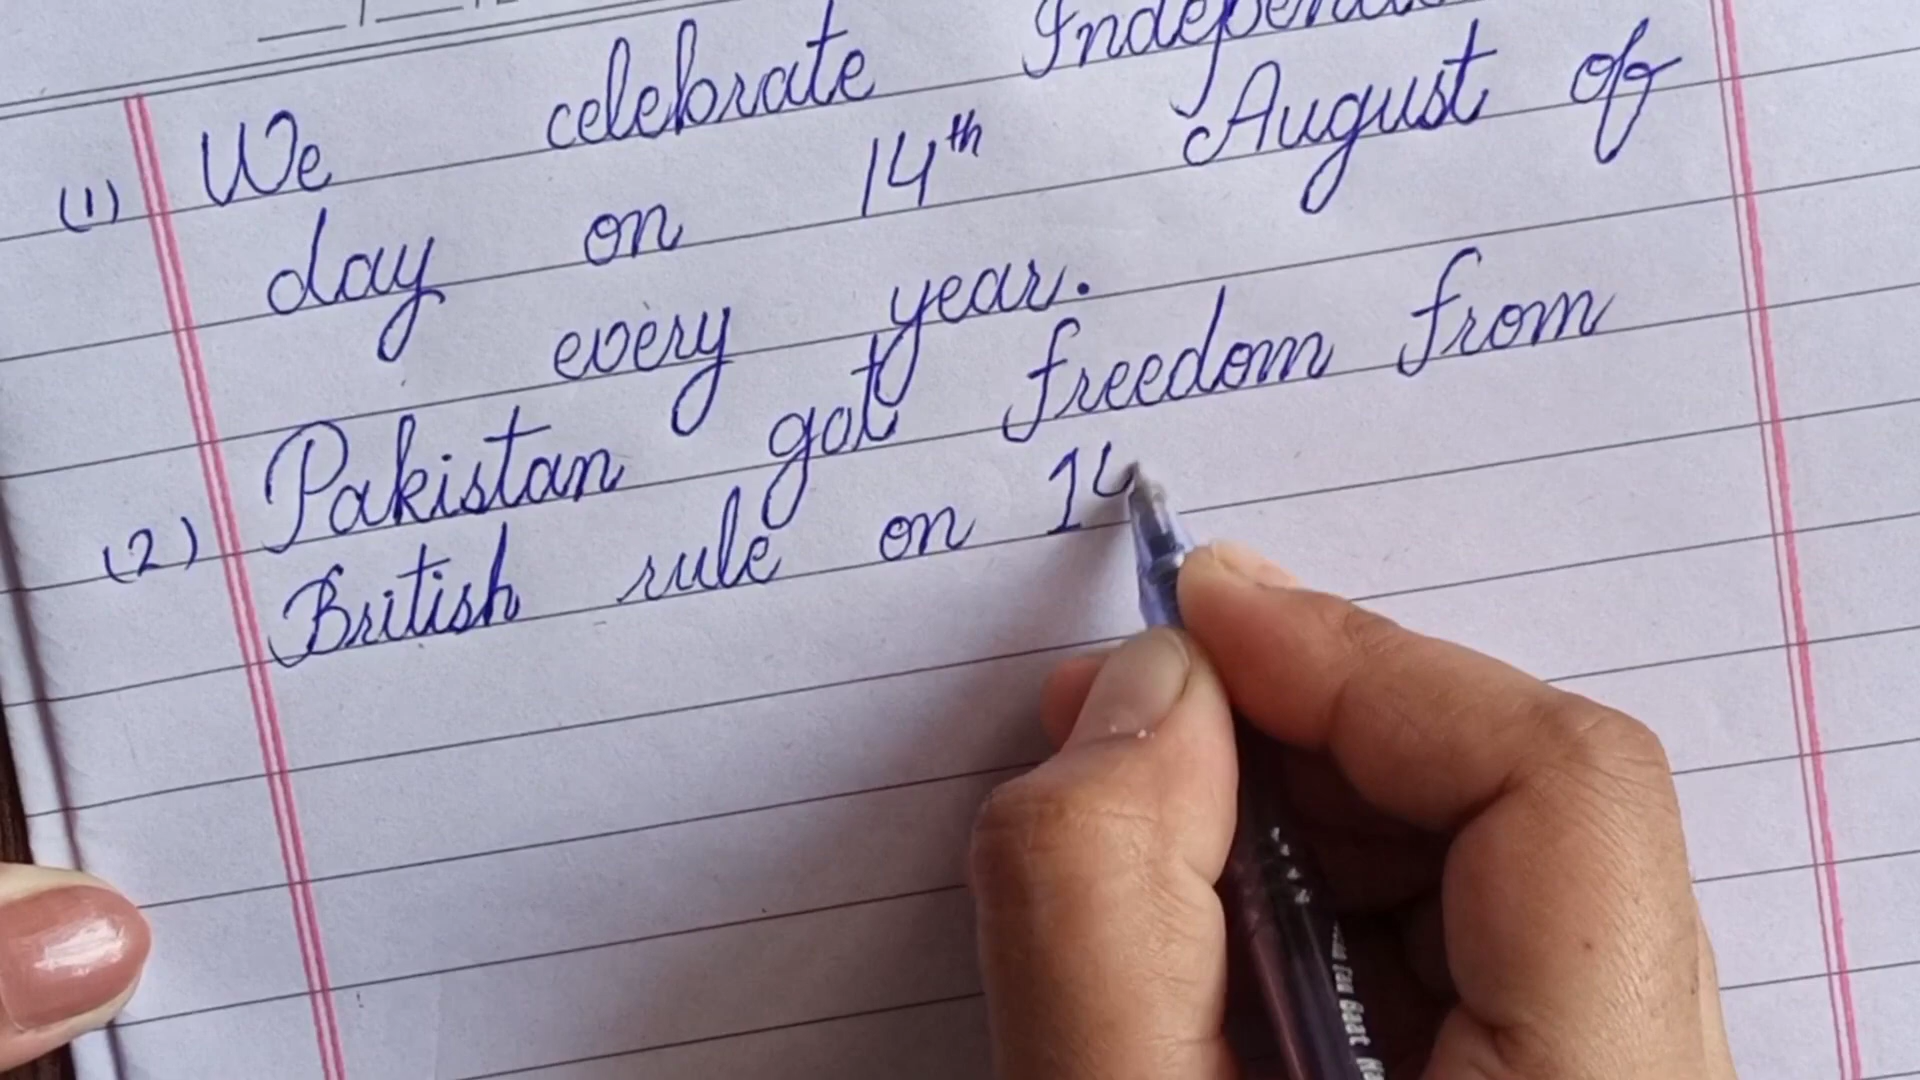 We celebrate Independ
(1) day on 14th August of
every year.
Pakistan got freedom from
(2) British rule on 14